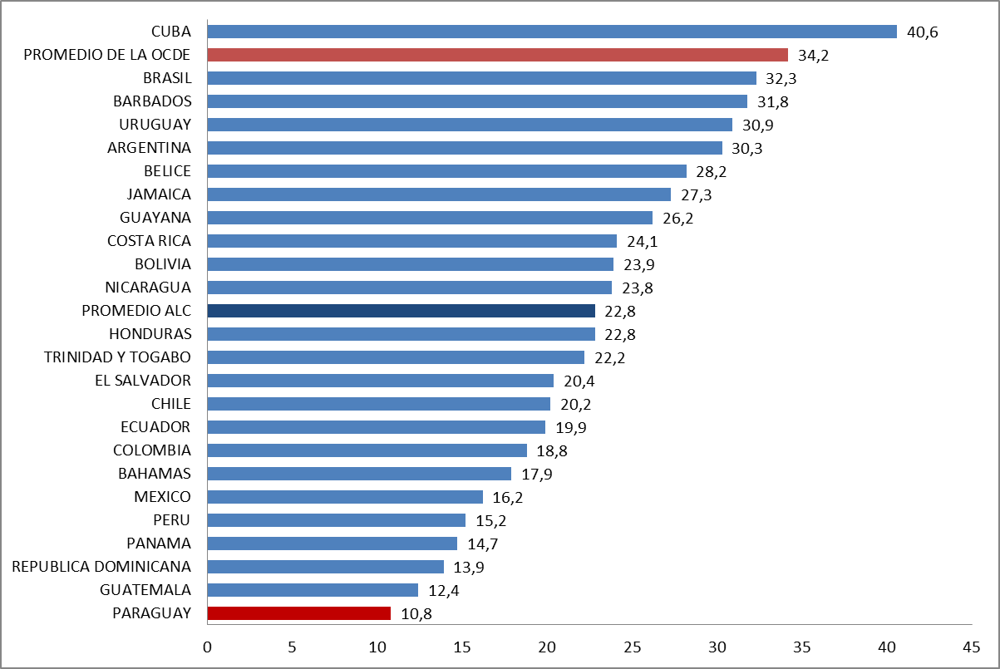 CUBA 40,6
PROMEDIO DE LA OCDE 34,2
BRASIL 32,3
BARBADOS 31,8
URUGUAY 30,9
ARGENTINA 30,3
BELICE 28,2
JAMAICA 27,3
GUAYANA 26,2
COSTA RICA 24,1
BOLIVIA 23,9
NICARAGUA 23,8
PROMEDIO ALC 22,8
HONDURAS 22,8
TRINIDAD Y TOGABO 22,2
EL SALVADOR 20,4
CHILE 20,2
ECUADOR 19,9
COLOMBIA 18,8
BAHAMAS 17,9
MEXICO 16,2
PERU 15,2
PANAMA 14,7
REPUBLICA DOMINICANA 13,9
GUATEMALA 12,4
PARAGUAY 10,8
0 5 10 15 20 25 30 35 40 45